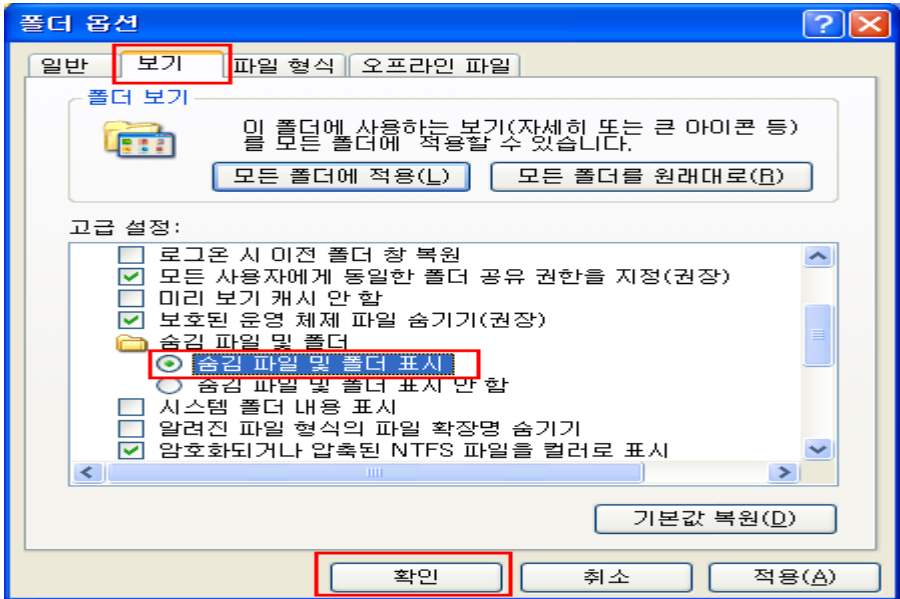 폴더 옵션
일반 보기 파일 형식 오프라인 파일
폴더 보기
이 폴더에 사용하는 보기(자세히 또는 큰 아이콘 등)
를 모든 폴더에 적용할 수 있습니다.
모든 폴더에 적용(L) 모든 폴더를 원래대로(R)
고급 설정:
로그온 시 이전 폴더 창 복원
모든 사용자에게 동일한 폴더 공유 권한을 지정(권장)
미리 보기 캐시 안 함
보호된 운영 체제 파일 숨기기(권장)
숨김 파일 및 폴더
숨김 파일 및 폴더 표시
숨김 파일 및 폴더 표시 안 함
시스템 폴더 내용 표시
알려진 파일 형식의 파일 확장명 숨기기
암호화되거나 압축된 NTFS 파일을 컬러로 표시
기본값 복원(D)
확인 취소 적용(A)